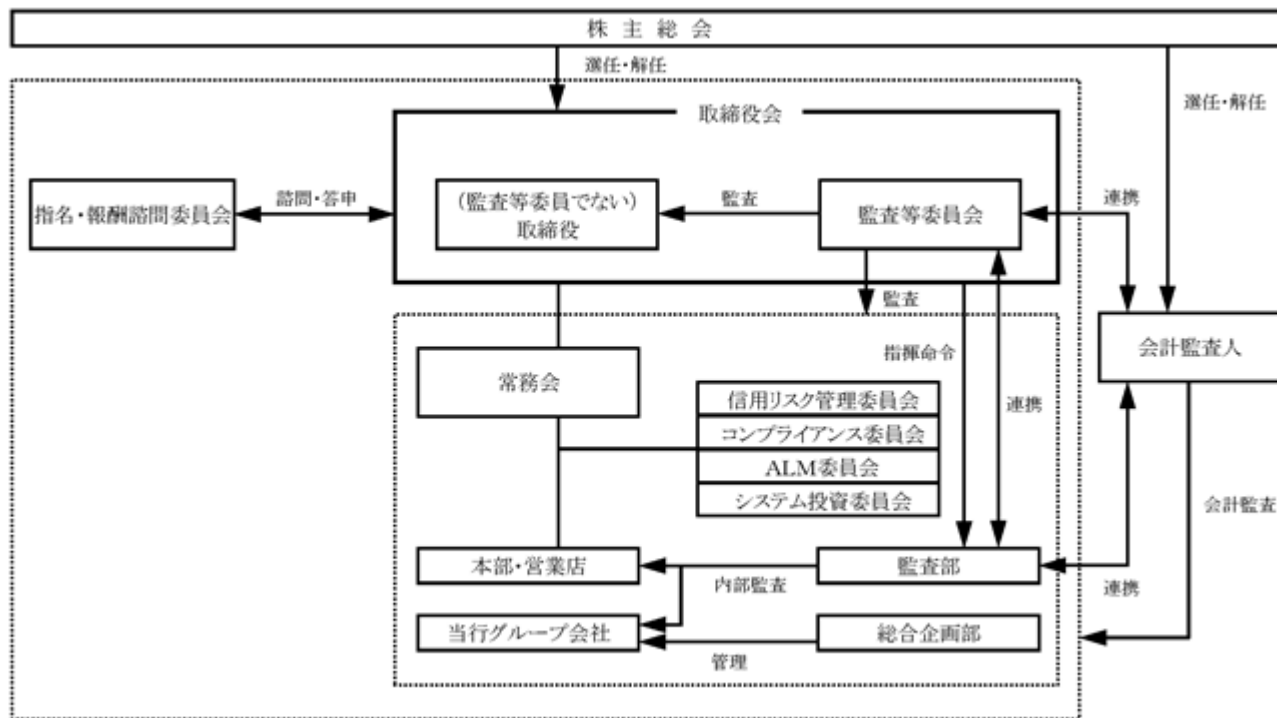 株主総会
選任・解任
選任・解任
取締役会
指名・報酬諮問委員会
諮問・答申
(監査等委員でない)
取締役
監査
監査等委員会
連携
監査
会計監査人
指揮命令
常務会
信用リスク管理委員会
連携
コンプライアンス委員会
ALM委員会
システム投資委員会
会計監査
本部・営業店
監査部
内部監査
連携
当行グループ会社
総合企画部
管理